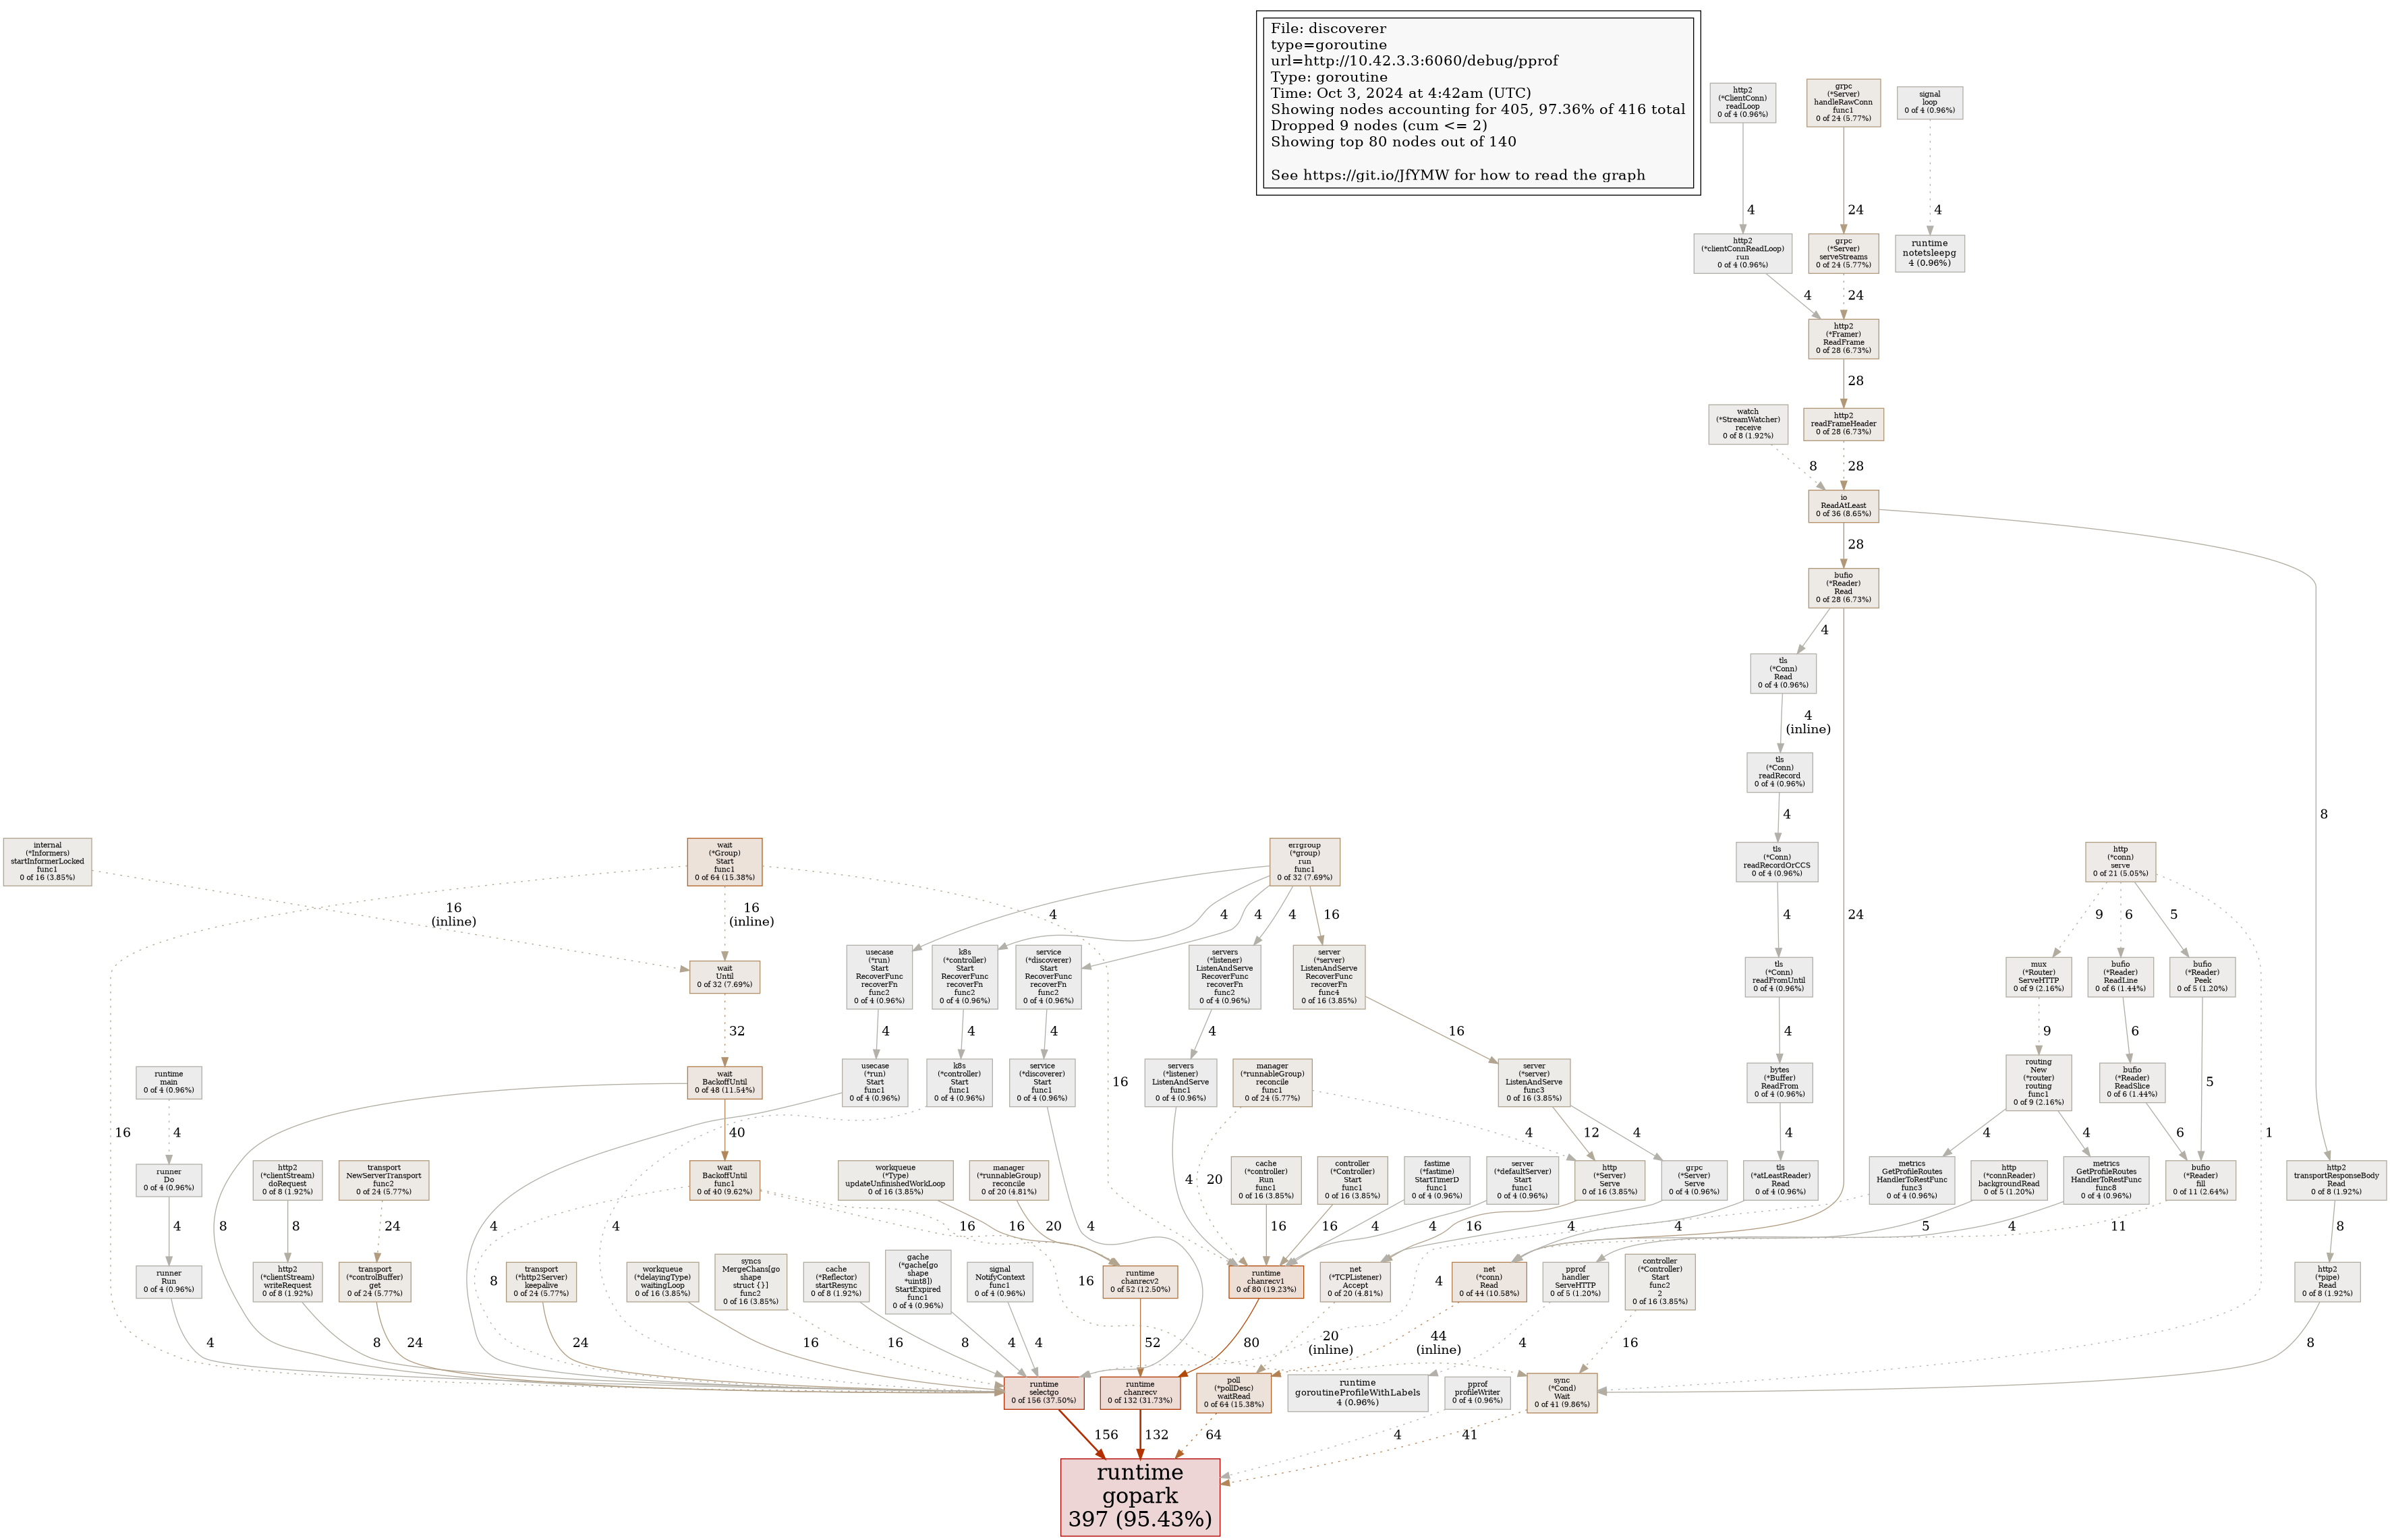 File: discoverer
type=goroutine
url=http://10.42.3.3:6060/debug/pprof
Type: goroutine
Time: Oct 3, 2024 at 4:42am (UTC)
Showing nodes accounting for 405, 97.36% of 416 total
Dropped 9 nodes (cum <= 2)
Showing top 80 nodes out of 140
See https://git.io/JfYMW for how to read the graph
http2
(*ClientConn)
readLoop
0 of 4 (0.96%)
grpc
(*Server)
handleRawConn
func1
0 of 24 (5.77%)
signal
loop
0 of 4 (0.96%)
4
24
4
http2
(*clientConnReadLoop)
run
0 of 4 (0.96%)
grpc
(*Server)
serveStreams
0 of 24 (5.77%)
runtime
notetsleepg
4 (0.96%)
4
24
http2
(*Framer)
ReadFrame
0 of 28 (6.73%)
28
watch
(*StreamWatcher)
receive
0 of 8 (1.92%)
http2
readFrameHeader
0 of 28 (6.73%)
8
28
io
ReadAtLeast
0 of 36 (8.65%)
28
8
bufio
(*Reader)
Read
0 of 28 (6.73%)
4
24
tls
(*Conn)
Read
0 of 4 (0.96%)
4
(inline)
tls
(*Conn)
readRecord
0 of 4 (0.96%)
4
internal
(*Informers)
startInformerLocked
func1
0 of 16 (3.85%)
wait
(*Group)
Start
func1
0 of 64 (15.38%)
errgroup
(*group)
run
func1
0 of 32 (7.69%)
tls
(*Conn)
readRecordOrCCS
0 of 4 (0.96%)
http
(*conn)
serve
0 of 21 (5.05%)
16
(inline)
16
(inline)
16
16
4
4
4
4
16
4
9
6
5
1
wait
Until
0 of 32 (7.69%)
usecase
(*run)
Start
RecoverFunc
recoverFn
func2
0 of 4 (0.96%)
k8s
(*controller)
Start
RecoverFunc
recoverFn
func2
0 of 4 (0.96%)
service
(*discoverer)
Start
RecoverFunc
recoverFn
func2
0 of 4 (0.96%)
servers
(*listener)
ListenAndServe
RecoverFunc
recoverFn
func2
0 of 4 (0.96%)
server
(*server)
ListenAndServe
RecoverFunc
recoverFn
func4
0 of 16 (3.85%)
tls
(*Conn)
readFromUntil
0 of 4 (0.96%)
mux
(*Router)
ServeHTTP
0 of 9 (2.16%)
bufio
(*Reader)
ReadLine
0 of 6 (1.44%)
bufio
(*Reader)
Peek
0 of 5 (1.20%)
32
4
4
4
4
16
4
9
6
5
runtime
main
0 of 4 (0.96%)
wait
BackoffUntil
0 of 48 (11.54%)
usecase
(*run)
Start
func1
0 of 4 (0.96%)
k8s
(*controller)
Start
func1
0 of 4 (0.96%)
service
(*discoverer)
Start
func1
0 of 4 (0.96%)
servers
(*listener)
ListenAndServe
func1
0 of 4 (0.96%)
manager
(*runnableGroup)
reconcile
func1
0 of 24 (5.77%)
server
(*server)
ListenAndServe
func3
0 of 16 (3.85%)
bytes
(*Buffer)
ReadFrom
0 of 4 (0.96%)
routing
New
(*router)
routing
func1
0 of 9 (2.16%)
bufio
(*Reader)
ReadSlice
0 of 6 (1.44%)
4
8
40
4
4
4
4
20
4
12
4
4
4
4
6
runner
Do
0 of 4 (0.96%)
http2
(*clientStream)
doRequest
0 of 8 (1.92%)
transport
NewServerTransport
func2
0 of 24 (5.77%)
wait
BackoffUntil
func1
0 of 40 (9.62%)
workqueue
(*Type)
updateUnfinishedWorkLoop
0 of 16 (3.85%)
manager
(*runnableGroup)
reconcile
0 of 20 (4.81%)
cache
(*controller)
Run
func1
0 of 16 (3.85%)
controller
(*Controller)
Start
func1
0 of 16 (3.85%)
fastime
(*fastime)
StartTimerD
func1
0 of 4 (0.96%)
server
(*defaultServer)
Start
func1
0 of 4 (0.96%)
http
(*Server)
Serve
0 of 16 (3.85%)
grpc
(*Server)
Serve
0 of 4 (0.96%)
tls
(*atLeastReader)
Read
0 of 4 (0.96%)
metrics
GetProfileRoutes
HandlerToRestFunc
func3
0 of 4 (0.96%)
http
(*connReader)
backgroundRead
0 of 5 (1.20%)
metrics
GetProfileRoutes
HandlerToRestFunc
func8
0 of 4 (0.96%)
bufio
(*Reader)
fill
0 of 11 (2.64%)
http2
transportResponseBody
Read
0 of 8 (1.92%)
4
8
24
8
16
16
16
20
16
16
4
4
16
4
4
4
5
4
11
8
runner
Run
0 of 4 (0.96%)
http2
(*clientStream)
writeRequest
0 of 8 (1.92%)
transport
(*controlBuffer)
get
0 of 24 (5.77%)
transport
(*http2Server)
keepalive
0 of 24 (5.77%)
workqueue
(*delayingType)
waitingLoop
0 of 16 (3.85%)
syncs
MergeChans[go
shape
struct {}]
func2
0 of 16 (3.85%)
cache
(*Reflector)
startResync
0 of 8 (1.92%)
gache
(*gache[go
shape
*uint8])
StartExpired
func1
0 of 4 (0.96%)
signal
NotifyContext
func1
0 of 4 (0.96%)
runtime
chanrecv2
0 of 52 (12.50%)
runtime
chanrecv1
0 of 80 (19.23%)
net
(*TCPListener)
Accept
0 of 20 (4.81%)
net
(*conn)
Read
0 of 44 (10.58%)
pprof
handler
ServeHTTP
0 of 5 (1.20%)
controller
(*Controller)
Start
func2
2
0 of 16 (3.85%)
http2
(*pipe)
Read
0 of 8 (1.92%)
4
8
24
24
16
16
8
4
4
52
80
20
(inline)
44
(inline)
4
16
8
runtime
selectgo
0 of 156 (37.50%)
runtime
chanrecv
0 of 132 (31.73%)
poll
(*pollDesc)
waitRead
0 of 64 (15.38%)
runtime
goroutineProfileWithLabels
4 (0.96%)
pprof
profileWriter
0 of 4 (0.96%)
sync
(*Cond)
Wait
0 of 41 (9.86%)
156
132
64
4
41
runtime
gopark
397 (95.43%)